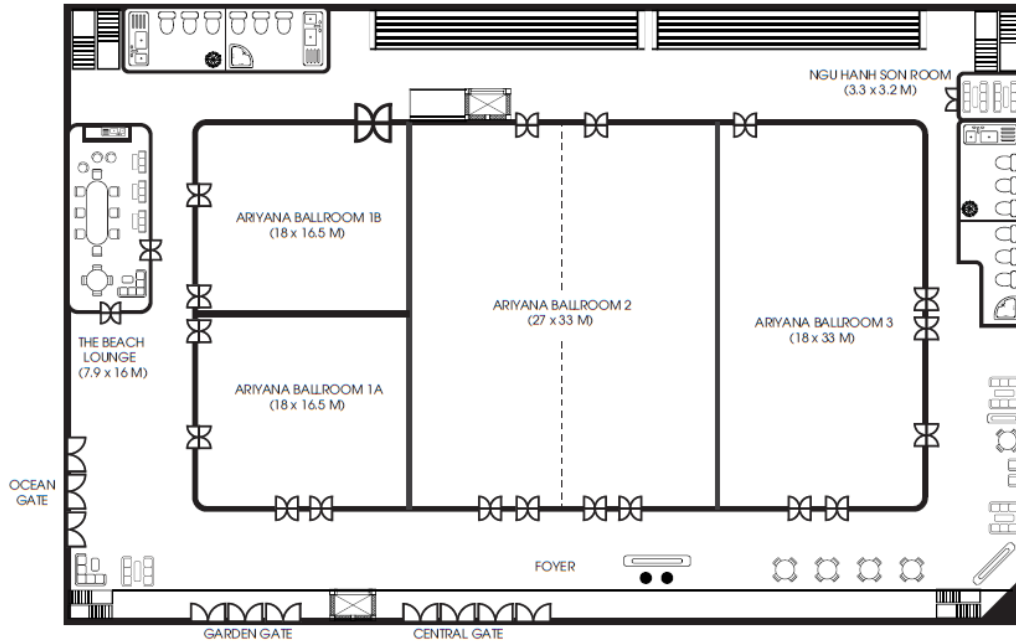 NGU HANH SON ROOM
(3.3 x 3.2 M)
ARIYANA BALLROOM 1B
(18 x 16.5 M)
ARIYANA BALLROOM 2
(27 x 33 M)
ARIYANA BALLROOM 3
(18 x 33 M)
THE BEACH
LOUNGE
(7.9 x 16 M)
ARIYANA BALLROOM 1A
(18 x 16.5 M)
OCEAN
GATE
FOYER
GARDEN GATE
CENTRAL GATE